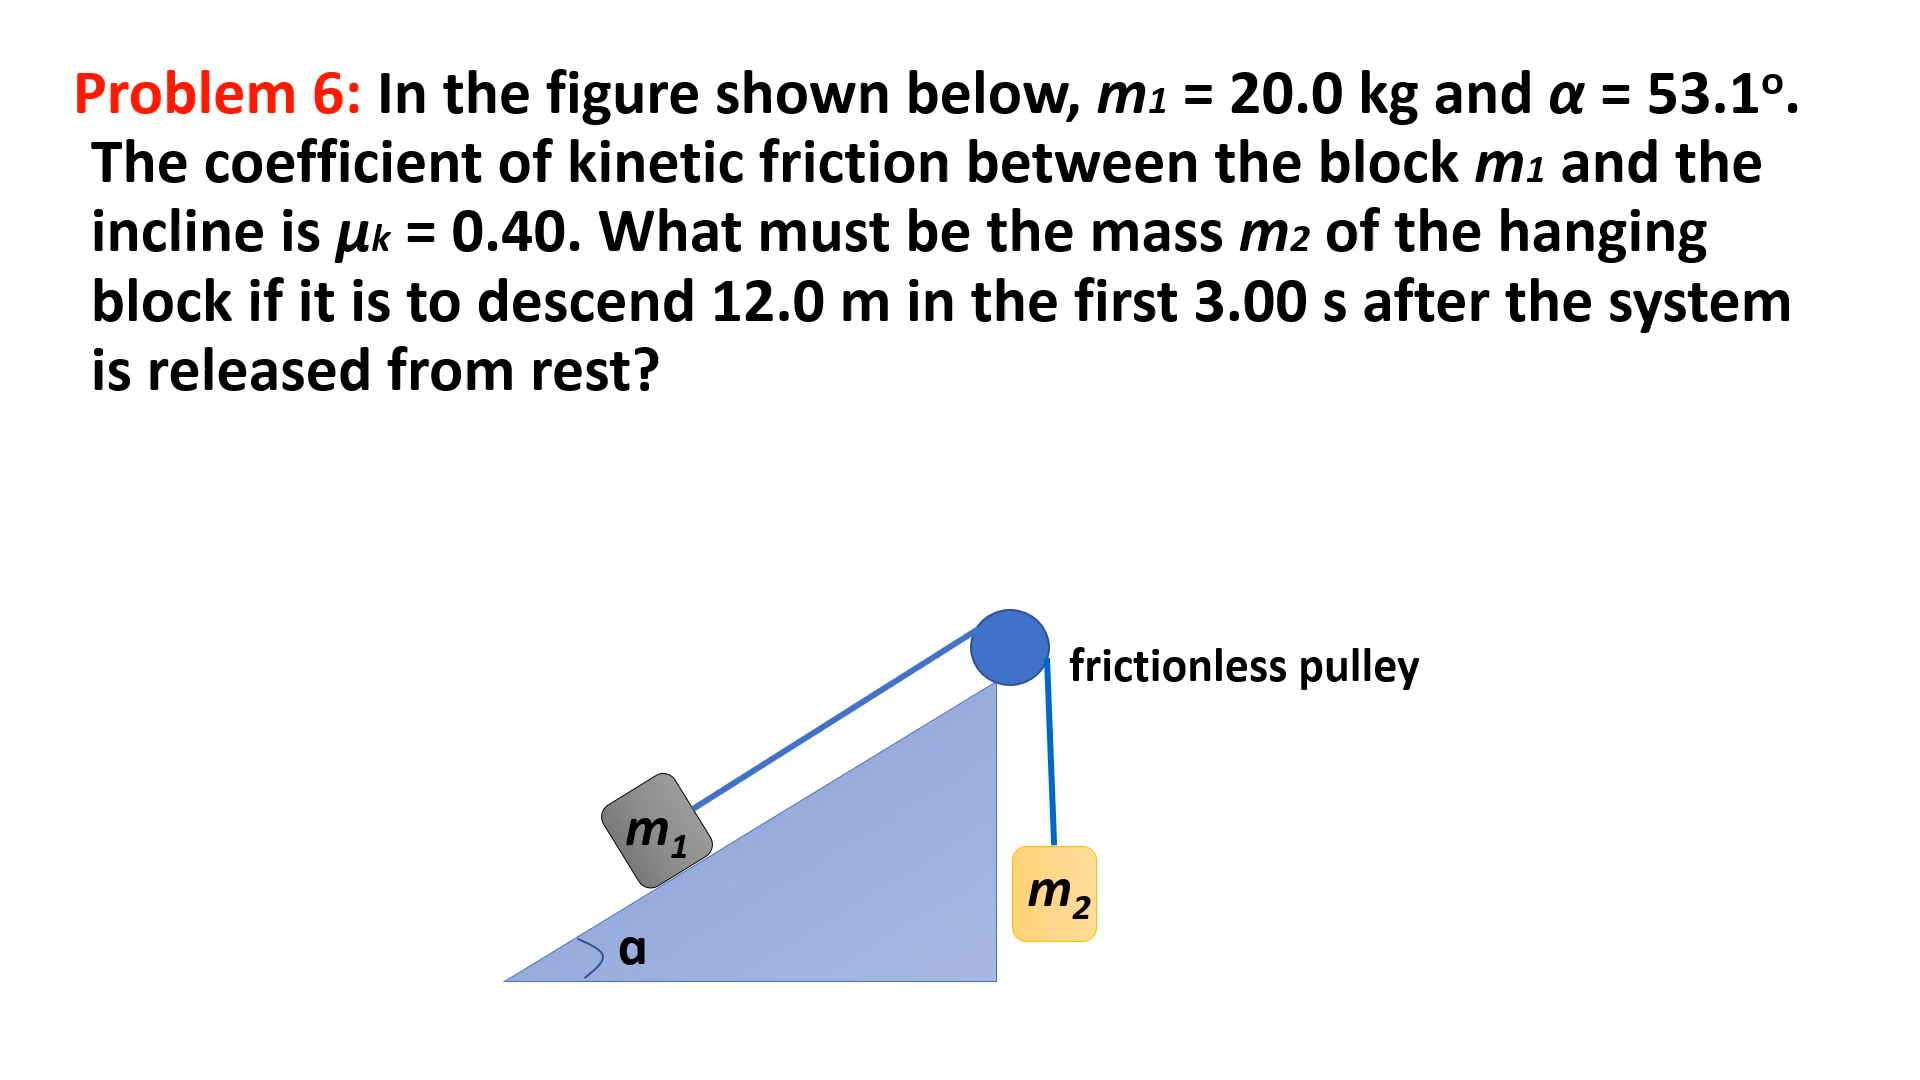 Problem 6: In the figure shown below, m₁ = 20.0 kg and α = 53.1º.
The coefficient of kinetic friction between the block m₁ and the
incline is μₖ = 0.40. What must be the mass m₂ of the hanging
block if it is to descend 12.0 m in the first 3.00 s after the system
is released from rest?
frictionless pulley
m₁
m₂
α